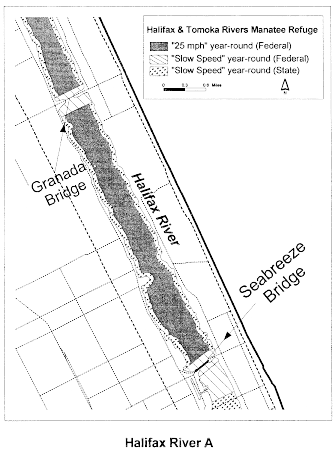 Halifax & Tomoka Rivers Manatee Refuge
"25 mph" year-round (Federal)
"Slow Speed" year-round (Federal)
"Slow Speed" year-round (State)
0 0.3 0.6 Miles
N
Granada
Bridge
Halifax River
Seabreeze
Bridge
Halifax River A